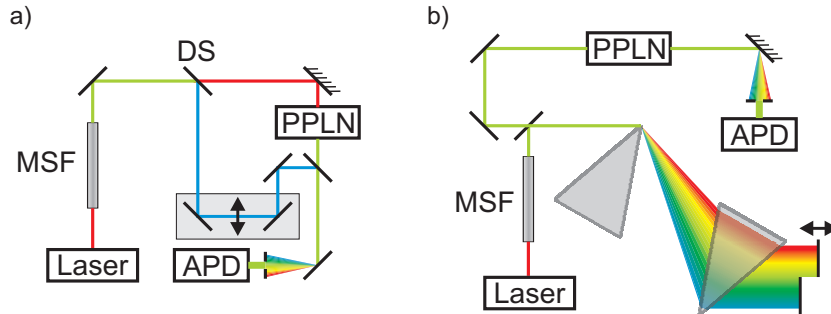 a)
DS
PPLN
MSF
Laser
APD
b)
PPLN
APD
MSF
Laser